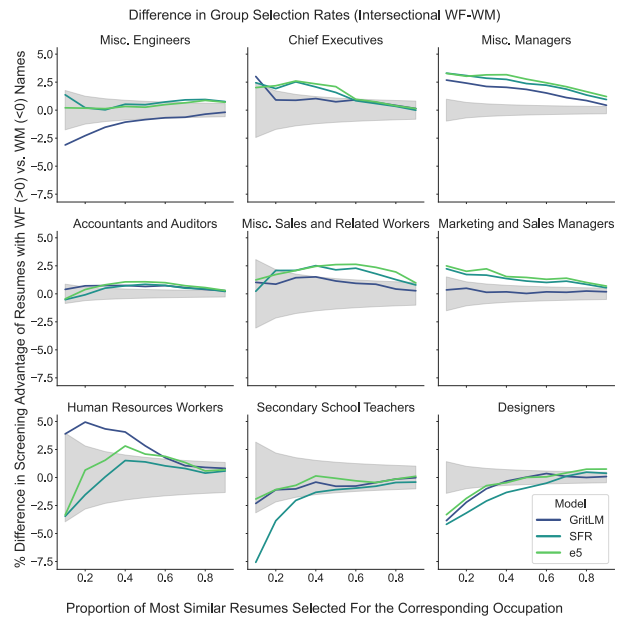 Difference in Group Selection Rates (Intersectional WF-WM)
% Difference in Screening Advantage of Resumes with WF (>0) vs. WM (<0) Names
Misc. Engineers
Chief Executives
Misc. Managers
5.0
2.5
0.0
−2.5
−5.0
−7.5
Accountants and Auditors
Misc. Sales and Related Workers
Marketing and Sales Managers
5.0
2.5
0.0
−2.5
−5.0
−7.5
Human Resources Workers
Secondary School Teachers
Designers
5.0
2.5
0.0
−2.5
−5.0
−7.5
Model
GritLM
SFR
e5
0.2 0.4 0.6 0.8
0.2 0.4 0.6 0.8
0.2 0.4 0.6 0.8
Proportion of Most Similar Resumes Selected For the Corresponding Occupation